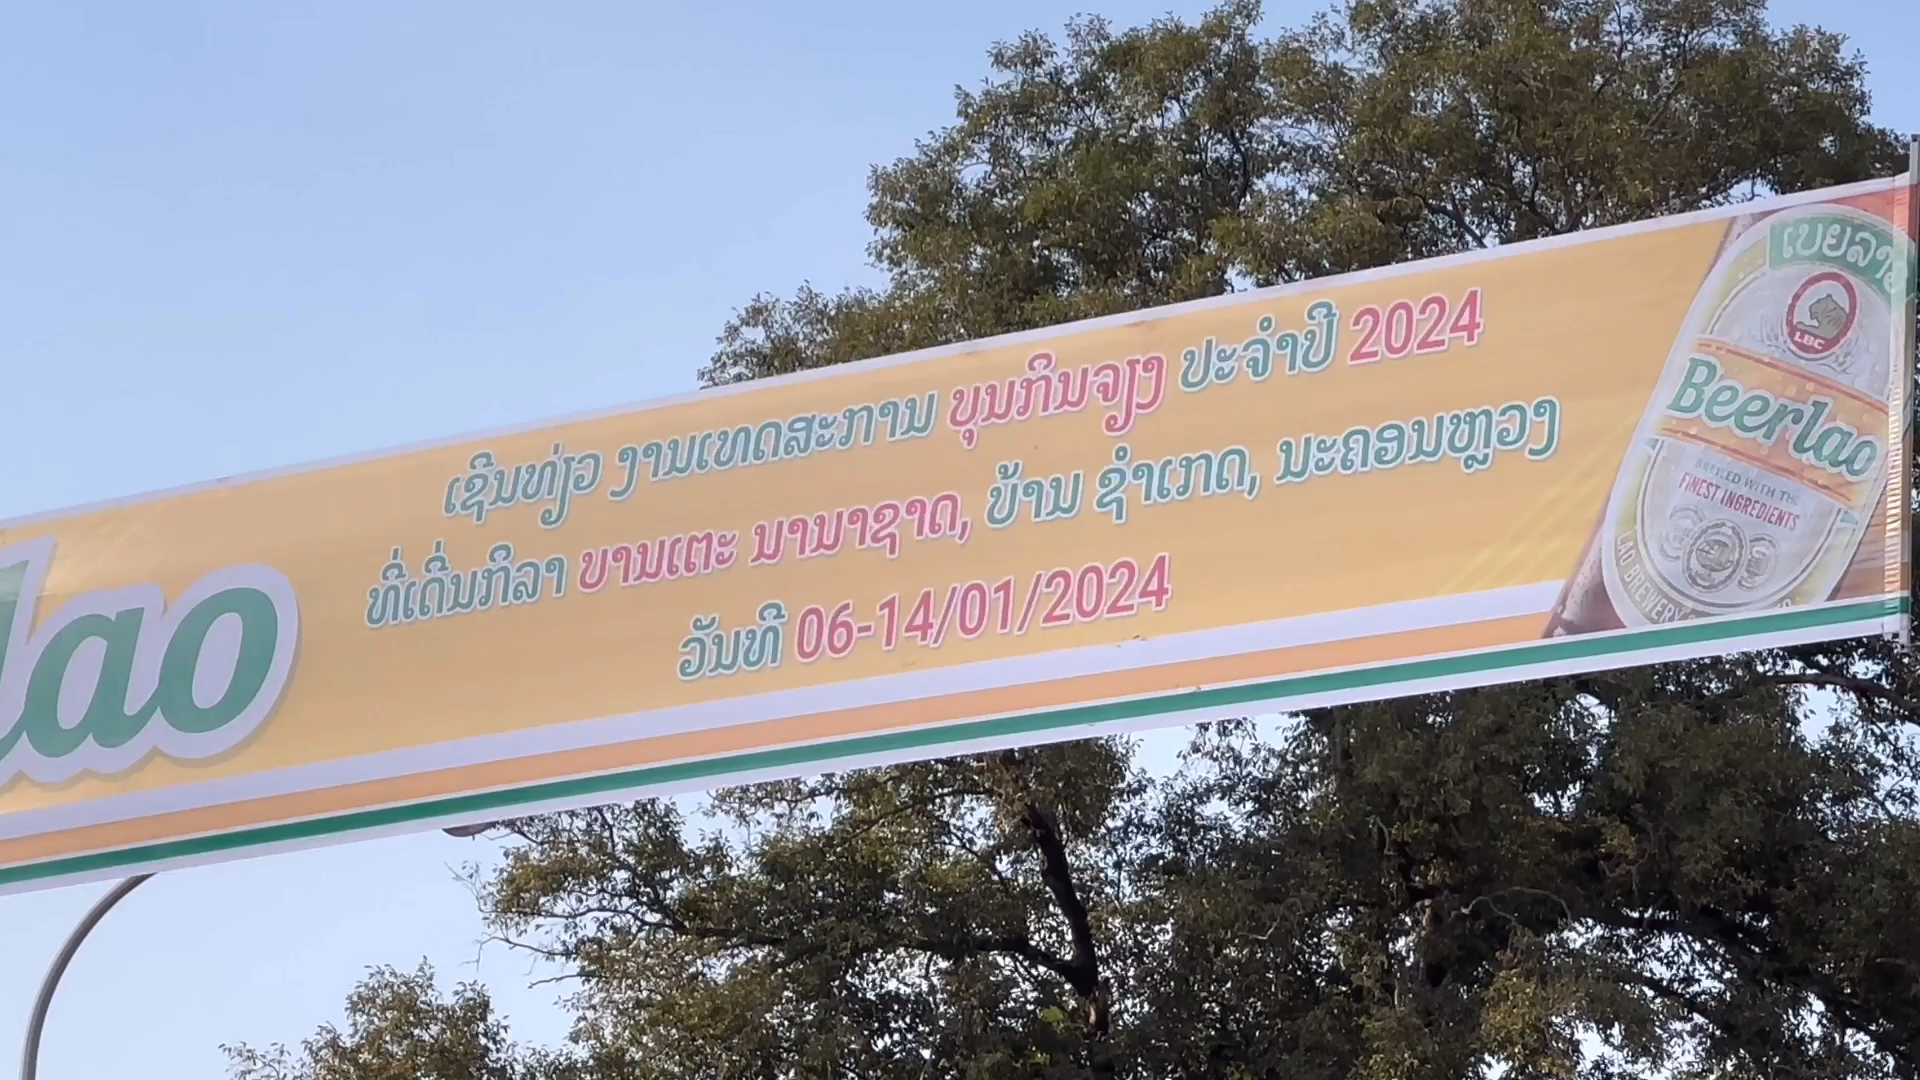 lao
ເຊີນທ່ຽວ ງານເທດສະການ ບຸນກິນຈຽງ ປະຈຳປີ 2024
ທີ່ເດີ່ນກິລາ ບານເຕະ ນານາຊາດ, ບ້ານ ຊຳເກດ, ນະຄອນຫຼວງ
ວັນທີ 06-14/01/2024
ເບຍລາວ
LBC
Beerlao
BREWED WITH THE
FINEST INGREDIENTS
LAO BREWERY